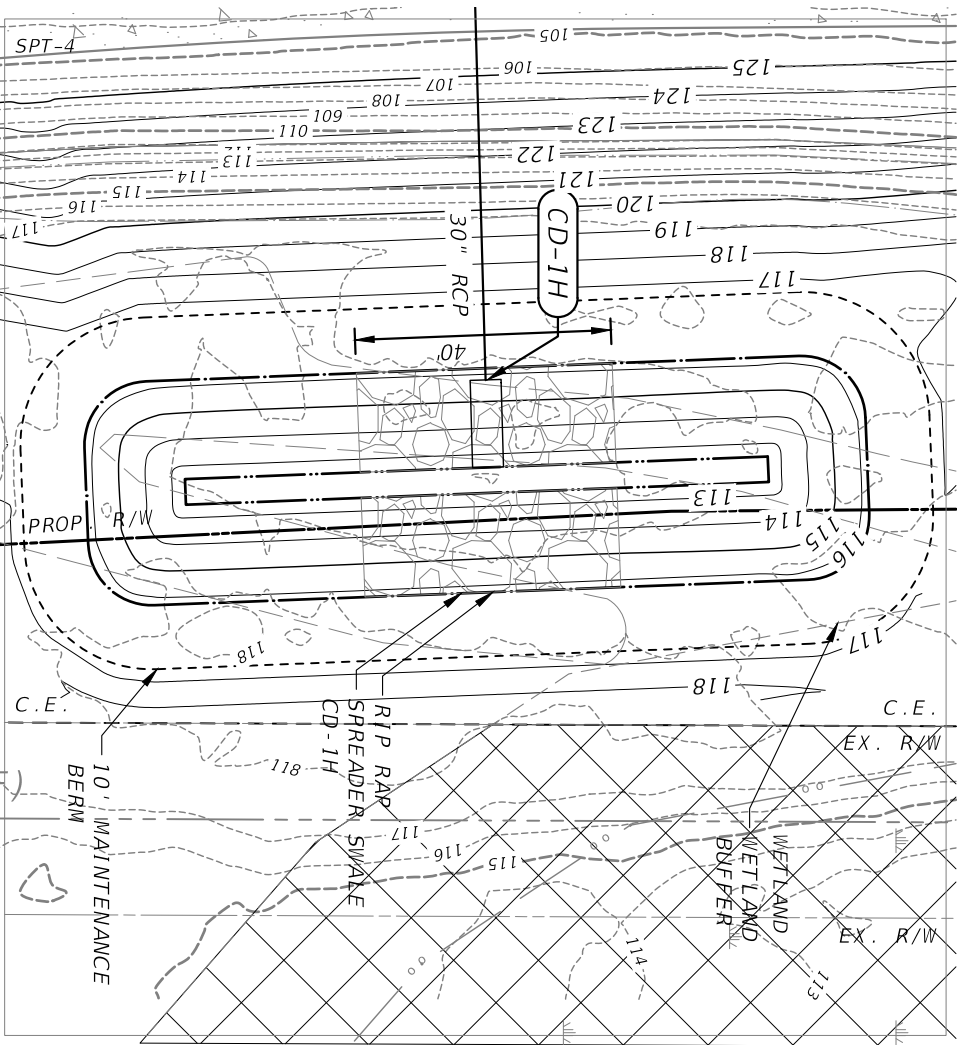 105
SPT-4
106
125
107
108
124
109
110
123
112
113
122
114
121
115
116
120
117
119
118
117
30" RCP
CD-1H
40'
113
PROP. R/W
114
115
116
117
118
118
C.E.
C.E.
EX. R/W
118
10' MAINTENANCE
BERM
RIP RAP
SPREADER SWALE
CD-1H
117
116
115
WETLAND
WETLAND
BUFFER
EX. R/W
114
113